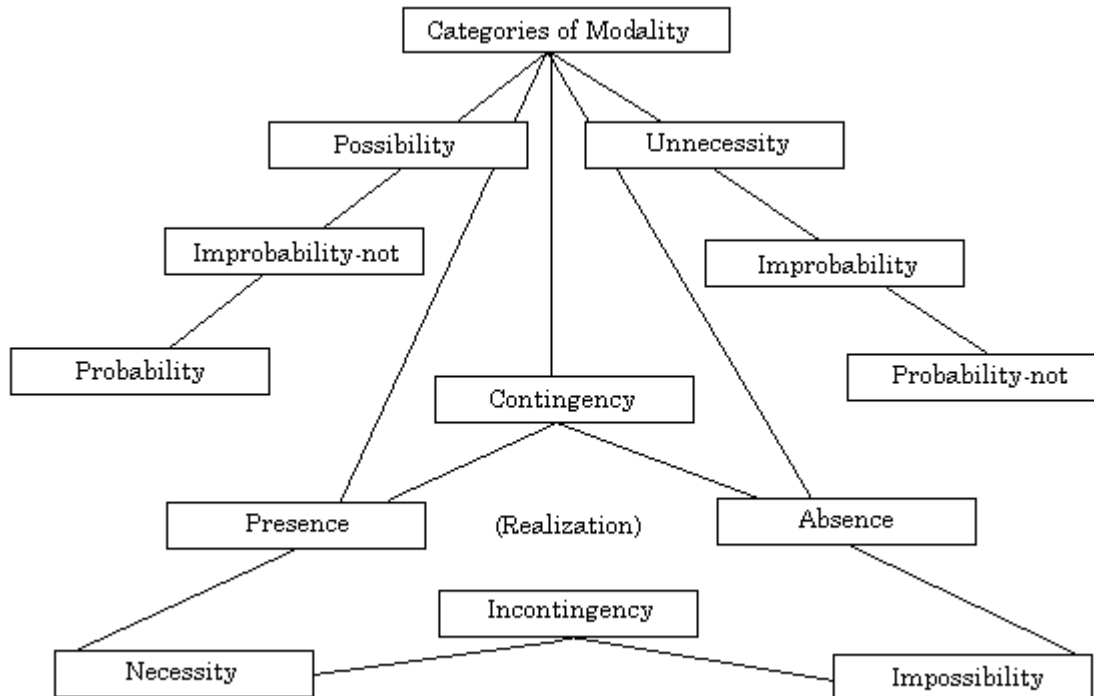 Categories of Modality
Possibility
Unnecessity
Improbability-not
Improbability
Probability
Probability-not
Contingency
Presence
(Realization)
Absence
Incontingency
Necessity
Impossibility